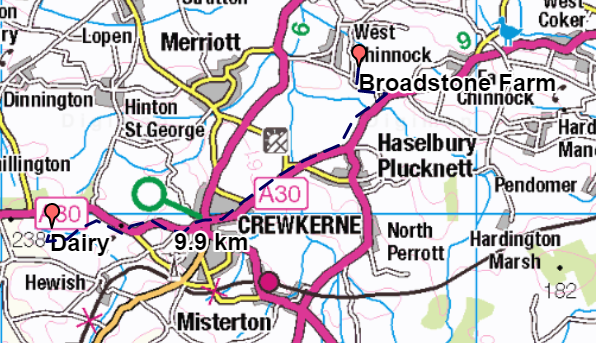 West
Coker
Lopen
Merriott
West
Chinnock
9
9
Dinnington
Hinton
St George
Broadstone Farm
Chinnock
Haselbury
Plucknett
A30
Pendomer
A30
238
Dairy
9.9 km
CREWKERNE
North
Perrott
Hardington
Marsh
Hewish
182
Misterton